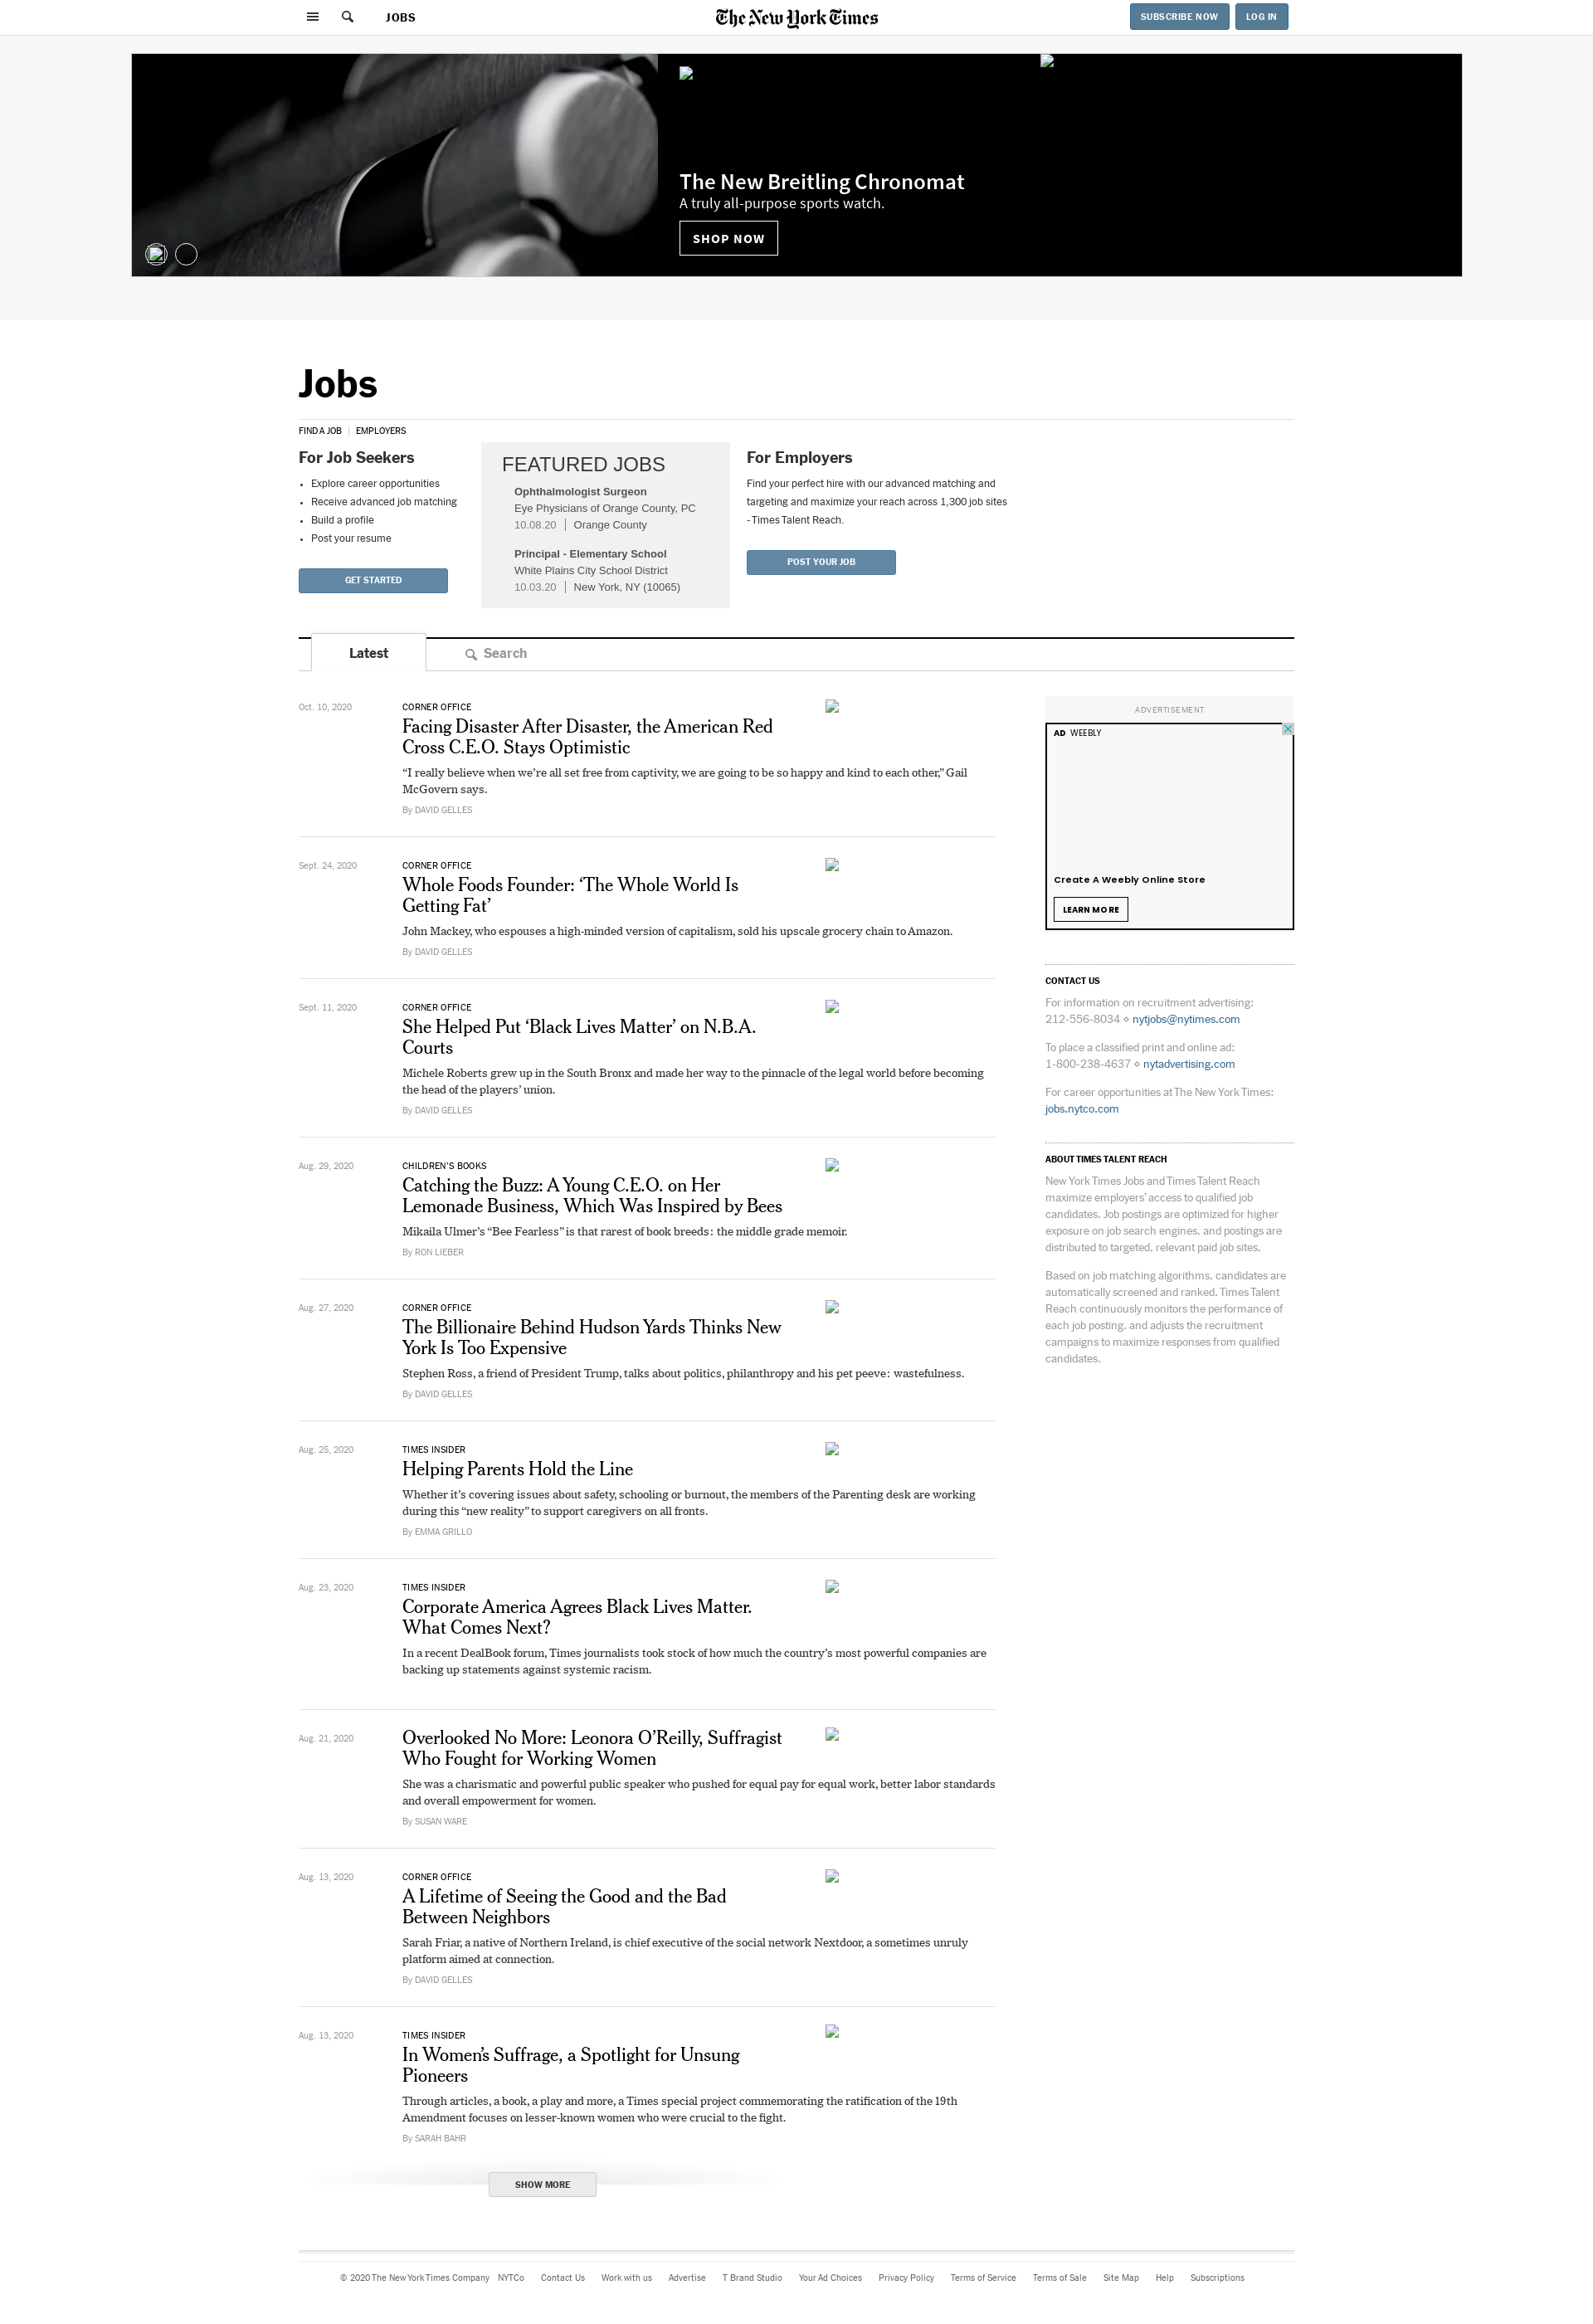 JOBS
The New York Times
SUBSCRIBE NOW
LOG IN
The New Breitling Chronomat
A truly all-purpose sports watch.
SHOP NOW
Jobs
FIND A JOB | EMPLOYERS
For Job Seekers
• Explore career opportunities
• Receive advanced job matching
• Build a profile
• Post your resume
GET STARTED
FEATURED JOBS
Ophthalmologist Surgeon
Eye Physicians of Orange County, PC
10.08.20 | Orange County
Principal - Elementary School
White Plains City School District
10.03.20 | New York, NY (10065)
For Employers
Find your perfect hire with our advanced matching and
targeting and maximize your reach across 1,300 job sites
- Times Talent Reach.
POST YOUR JOB
Latest
Search
Oct. 10, 2020
CORNER OFFICE
Facing Disaster After Disaster, the American Red
Cross C.E.O. Stays Optimistic
“I really believe when we’re all set free from captivity, we are going to be so happy and kind to each other,” Gail
McGovern says.
By DAVID GELLES
Sept. 24, 2020
CORNER OFFICE
Whole Foods Founder: ‘The Whole World Is
Getting Fat’
John Mackey, who espouses a high-minded version of capitalism, sold his upscale grocery chain to Amazon.
By DAVID GELLES
Sept. 11, 2020
CORNER OFFICE
She Helped Put ‘Black Lives Matter’ on N.B.A.
Courts
Michele Roberts grew up in the South Bronx and made her way to the pinnacle of the legal world before becoming
the head of the players’ union.
By DAVID GELLES
Aug. 29, 2020
CHILDREN’S BOOKS
Catching the Buzz: A Young C.E.O. on Her
Lemonade Business, Which Was Inspired by Bees
Mikaila Ulmer’s “Bee Fearless” is that rarest of book breeds: the middle grade memoir.
By RON LIEBER
Aug. 27, 2020
CORNER OFFICE
The Billionaire Behind Hudson Yards Thinks New
York Is Too Expensive
Stephen Ross, a friend of President Trump, talks about politics, philanthropy and his pet peeve: wastefulness.
By DAVID GELLES
Aug. 25, 2020
TIMES INSIDER
Helping Parents Hold the Line
Whether it’s covering issues about safety, schooling or burnout, the members of the Parenting desk are working
during this “new reality” to support caregivers on all fronts.
By EMMA GRILLO
Aug. 23, 2020
TIMES INSIDER
Corporate America Agrees Black Lives Matter.
What Comes Next?
In a recent DealBook forum, Times journalists took stock of how much the country’s most powerful companies are
backing up statements against systemic racism.
Aug. 21, 2020
Overlooked No More: Leonora O’Reilly, Suffragist
Who Fought for Working Women
She was a charismatic and powerful public speaker who pushed for equal pay for equal work, better labor standards
and overall empowerment for women.
By SUSAN WARE
Aug. 13, 2020
CORNER OFFICE
A Lifetime of Seeing the Good and the Bad
Between Neighbors
Sarah Friar, a native of Northern Ireland, is chief executive of the social network Nextdoor, a sometimes unruly
platform aimed at connection.
By DAVID GELLES
Aug. 13, 2020
TIMES INSIDER
In Women’s Suffrage, a Spotlight for Unsung
Pioneers
Through articles, a book, a play and more, a Times special project commemorating the ratification of the 19th
Amendment focuses on lesser-known women who were crucial to the fight.
By SARAH BAHR
SHOW MORE
ADVERTISEMENT
AD WEEBLY
Create A Weebly Online Store
LEARN MORE
CONTACT US
For information on recruitment advertising:
212-556-8034 ⋄ nytjobs@nytimes.com
To place a classified print and online ad:
1-800-238-4637 ⋄ nytadvertising.com
For career opportunities at The New York Times:
jobs.nytco.com
ABOUT TIMES TALENT REACH
New York Times Jobs and Times Talent Reach
maximize employers’ access to qualified job
candidates. Job postings are optimized for higher
exposure on job search engines, and postings are
distributed to targeted, relevant paid job sites.
Based on job matching algorithms, candidates are
automatically screened and ranked. Times Talent
Reach continuously monitors the performance of
each job posting, and adjusts the recruitment
campaigns to maximize responses from qualified
candidates.
© 2020 The New York Times Company NYTCo Contact Us Work with us Advertise T Brand Studio Your Ad Choices Privacy Policy Terms of Service Terms of Sale Site Map Help Subscriptions